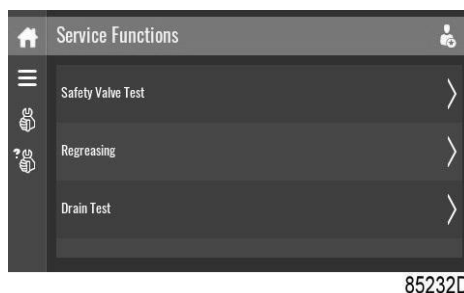 Service Functions
Safety Valve Test
Regreasing
Drain Test
85232D